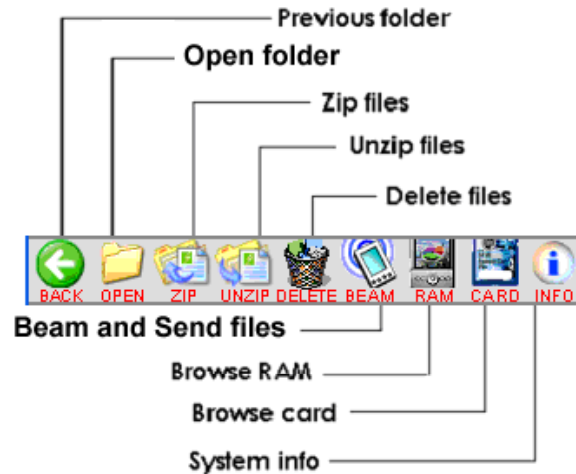 Previous folder
Open folder
Zip files
Unzip files
Delete files
BACK OPEN ZIP UNZIP DELETE BEAM RAM CARD INFO
Beam and Send files
Browse RAM
Browse card
System info